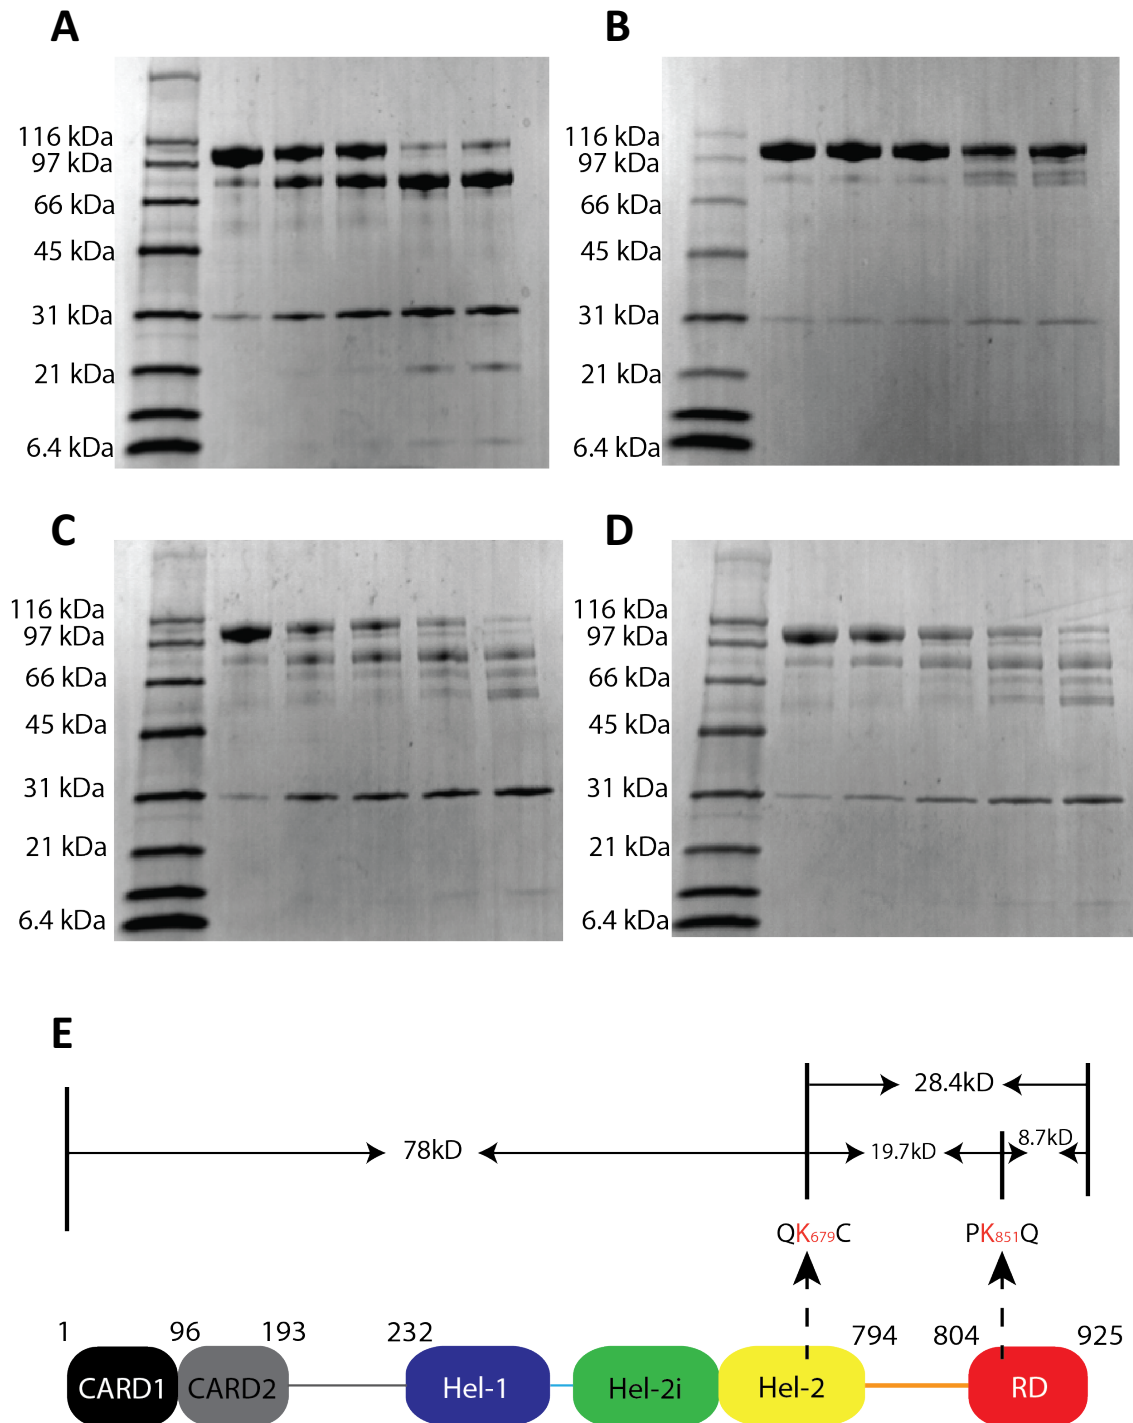 A
116 kDa
97 kDa
66 kDa
45 kDa
31 kDa
21 kDa
6.4 kDa
B
116 kDa
97 kDa
66 kDa
45 kDa
31 kDa
21 kDa
6.4 kDa
C
116 kDa
97 kDa
66 kDa
45 kDa
31 kDa
21 kDa
6.4 kDa
D
116 kDa
97 kDa
66 kDa
45 kDa
31 kDa
21 kDa
6.4 kDa
E
28.4kD
78kD 19.7kD 8.7kD
QK679C PK851Q
1 96 193 232 794 804 925
CARD1 CARD2 Hel-1 Hel-2i Hel-2 RD